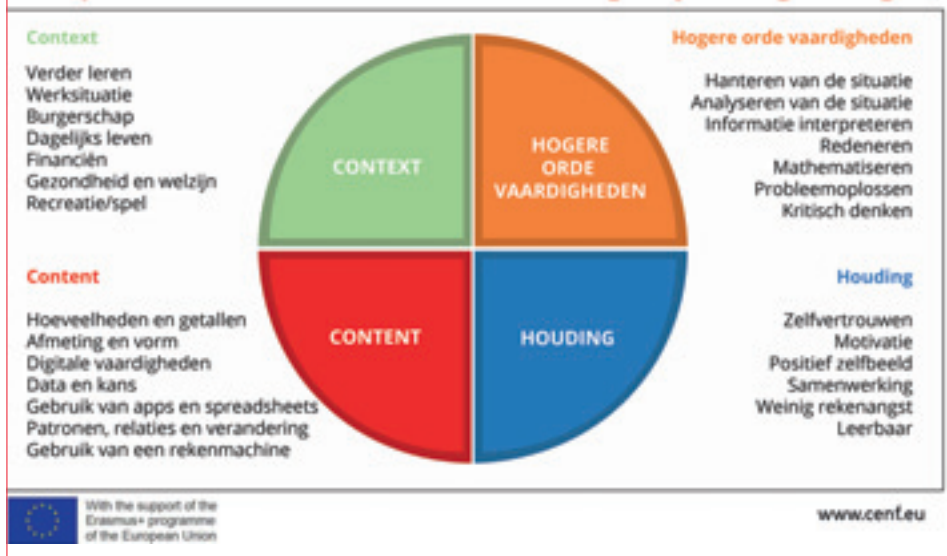 Context
Verder leren
Werksituatie
Burgerschap
Dagelijks leven
Financiën
Gezondheid en welzijn
Recreatie/spel
Hogere orde vaardigheden
Hanteren van de situatie
Analyseren van de situatie
Informatie interpreteren
Redeneren
Mathematiseren
Probleemoplossen
Kritisch denken
CONTEXT
HOGERE
ORDE
VAARDIGHEDEN
CONTENT
HOUDING
Content
Hoeveelheden en getallen
Afmeting en vorm
Digitale vaardigheden
Data en kans
Gebruik van apps en spreadsheets
Patronen, relaties en verandering
Gebruik van een rekenmachine
Houding
Zelfvertrouwen
Motivatie
Positief zelfbeeld
Samenwerking
Weinig rekenangst
Leerbaar
With the support of the
Erasmus+ programme
of the European Union
www.cenf.eu